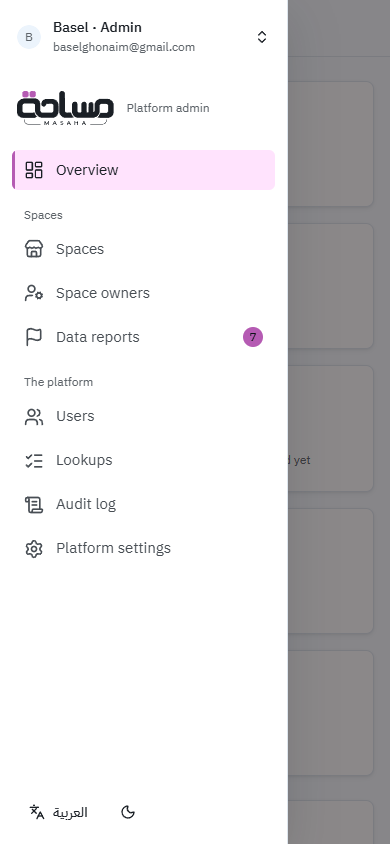 B
Basel · Admin
baselghonaim@gmail.com
مساحة
MASAHA
Platform admin
Overview
Spaces
Spaces
Space owners
Data reports
7
The platform
Users
Lookups
yet
Audit log
Platform settings
العربية